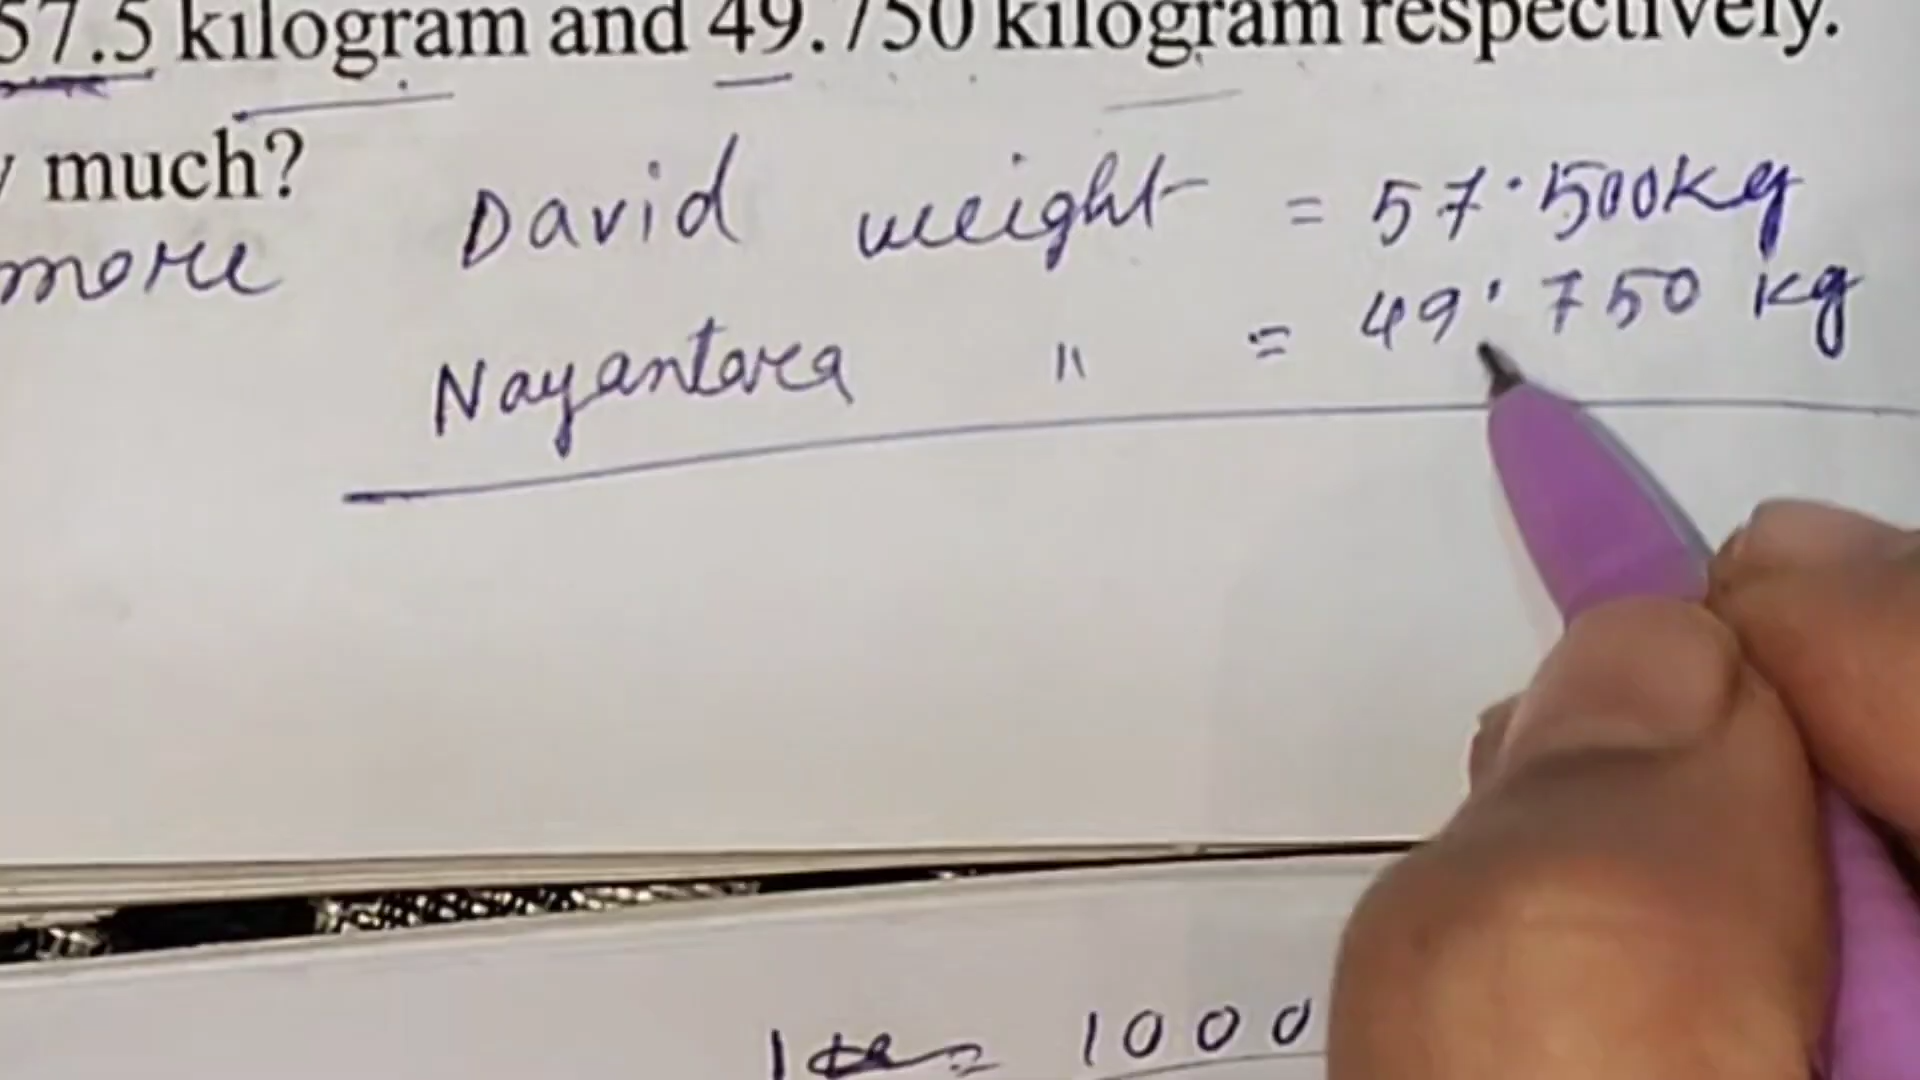 57.5 kilogram and 49.750 kilogram respectively.
much?
more
David weight = 57.500kg
Nayantara " = 49.750 kg
1 = 1000